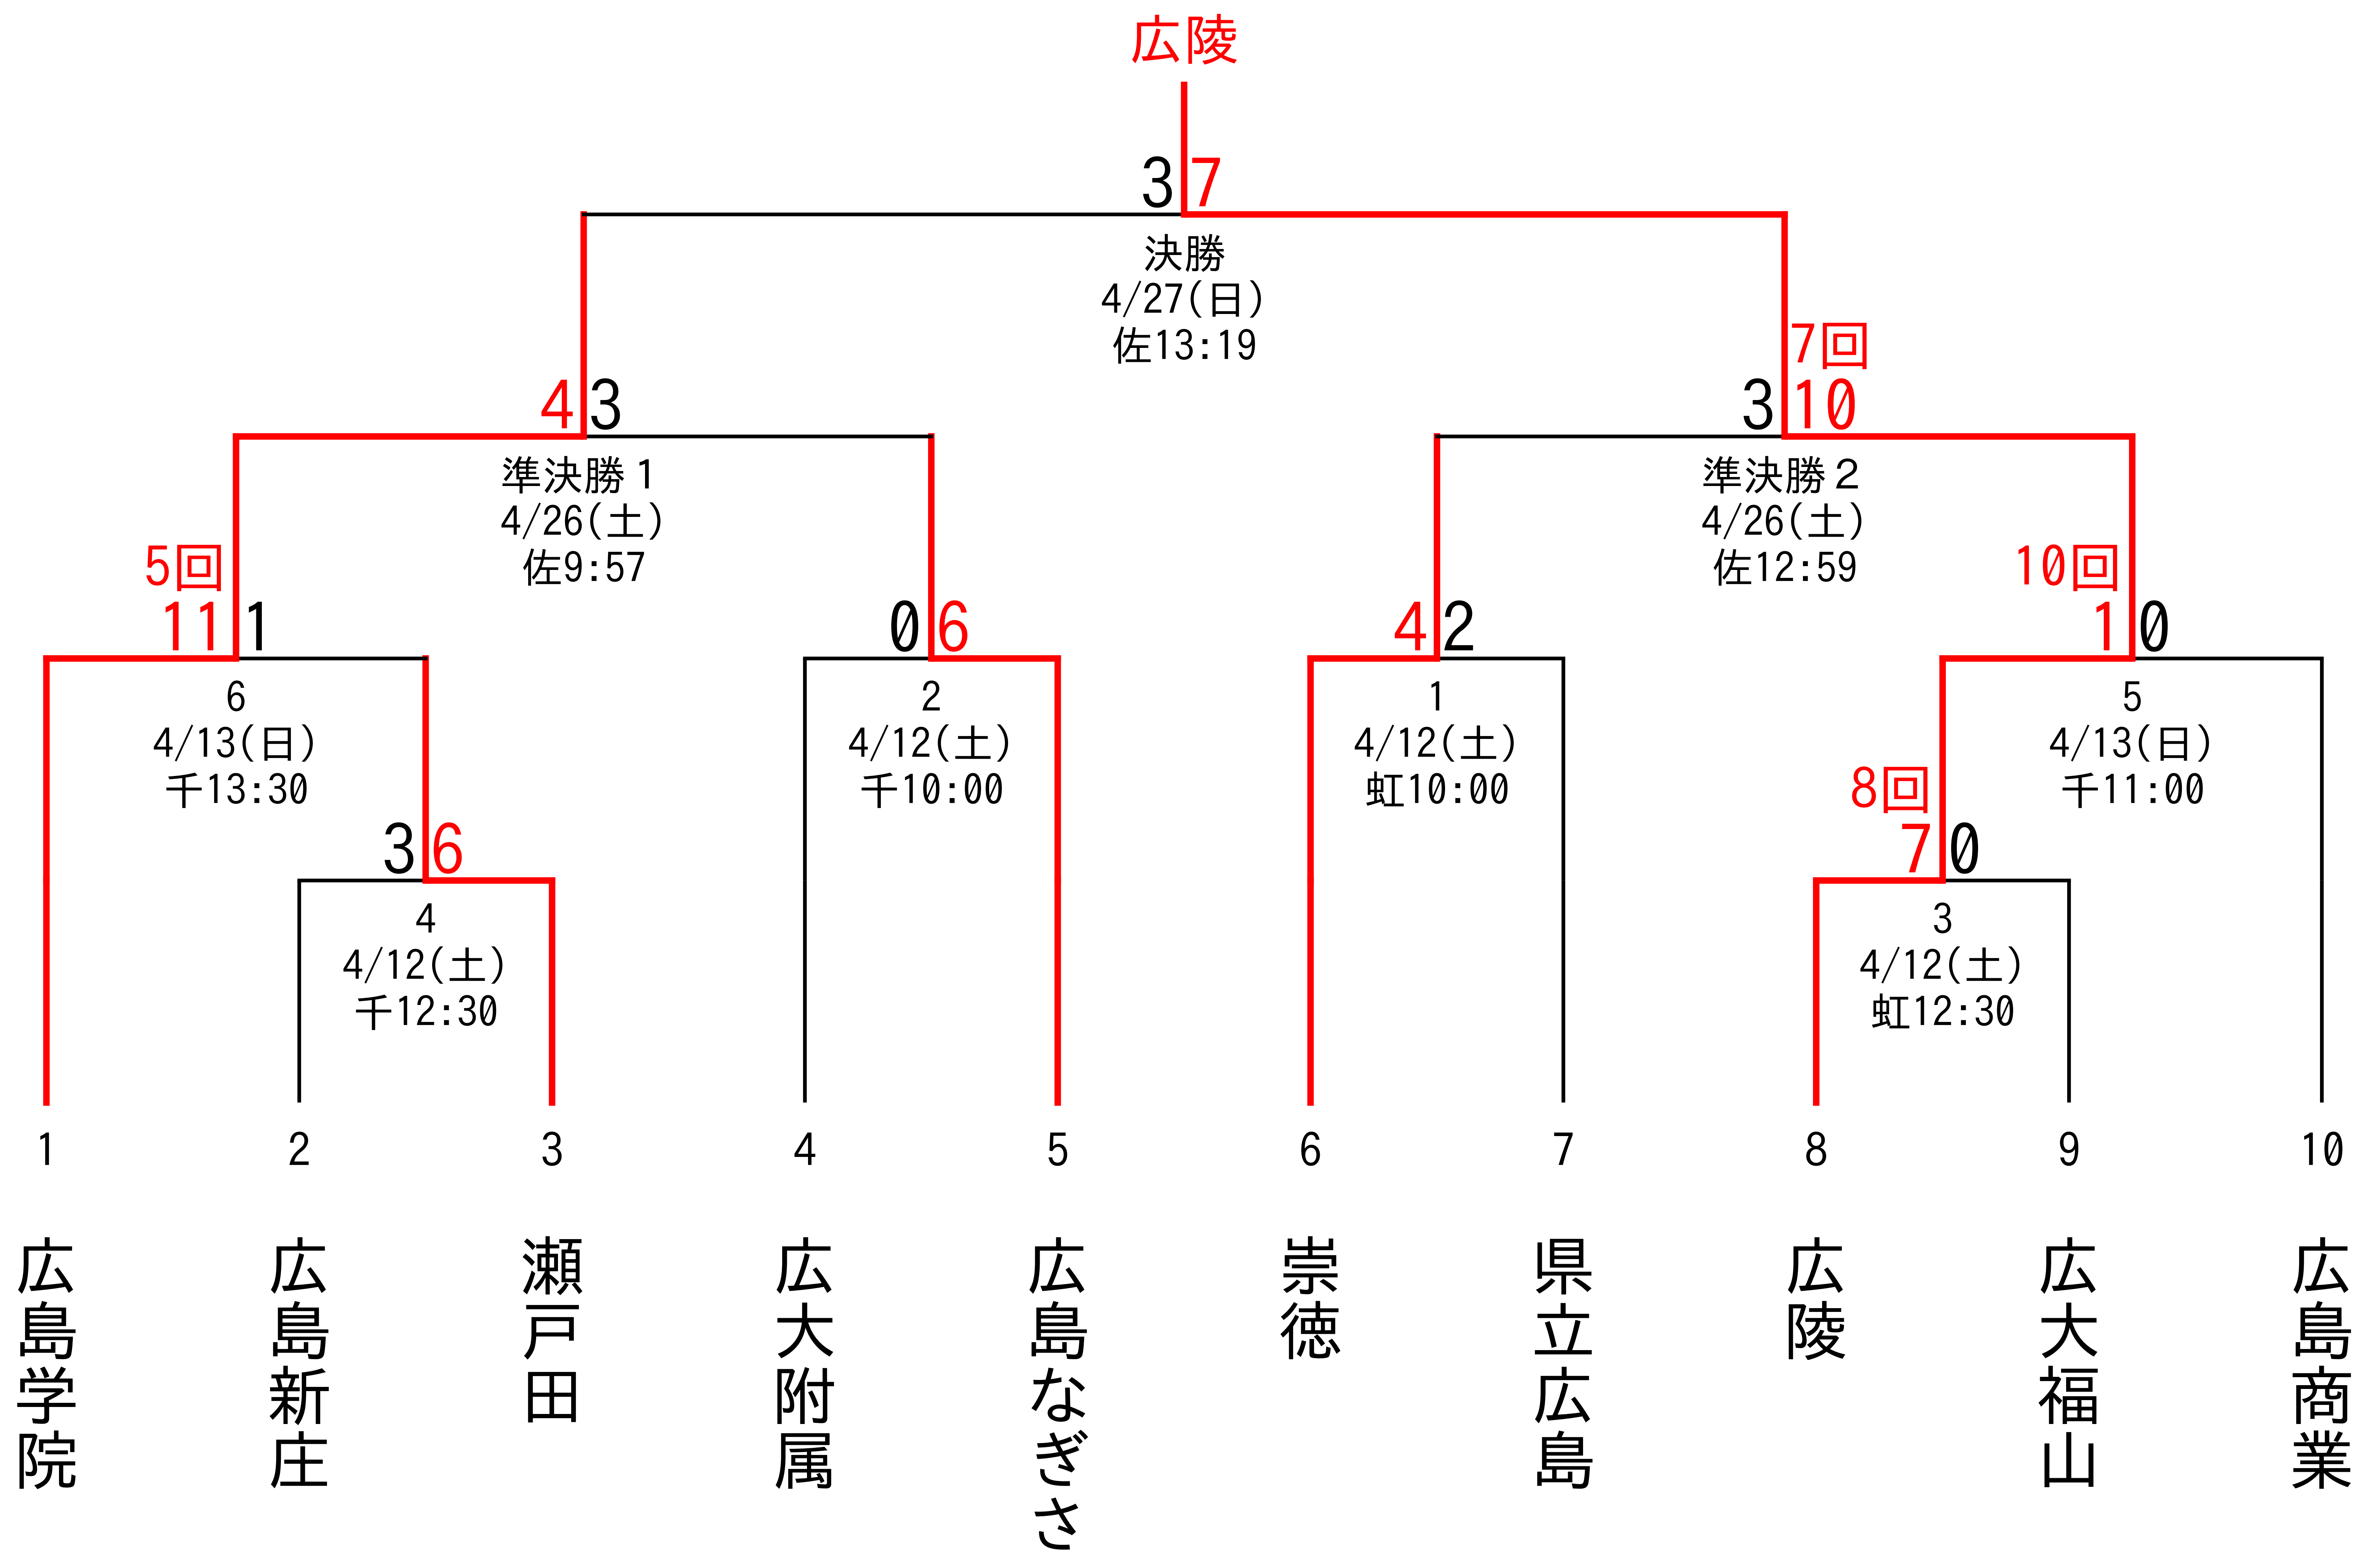 広陵
3 7
決勝
4/27(日)
佐13:19
7回
4 3
3 10
準決勝1
4/26(土)
佐9:57
準決勝2
4/26(土)
佐12:59
5回
10回
11 1
0 6
4 2
1 0
6
4/13(日)
千13:30
2
4/12(土)
千10:00
1
4/12(土)
虹10:00
5
4/13(日)
千11:00
8回
3 6
7 0
4
4/12(土)
千12:30
3
4/12(土)
虹12:30
1
2
3
4
5
6
7
8
9
10
広島学院
広島新庄
瀬戸田
広大附属
広島なぎさ
崇徳
県立広島
広陵
広大福山
広島商業